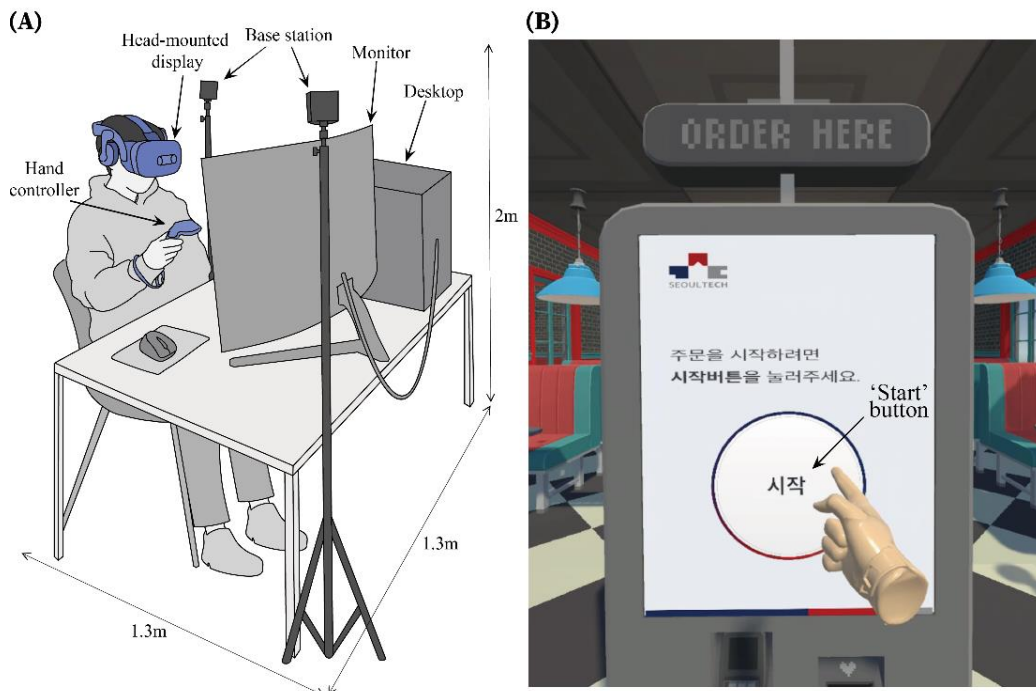 (A)
Head-mounted
display
Base station
Monitor
Desktop
Hand
controller
2m
1.3m
1.3m
(B)
ORDER HERE
SEOULTECH
주문을 시작하려면
시작버튼을 눌러주세요.
‘Start’
button
시작